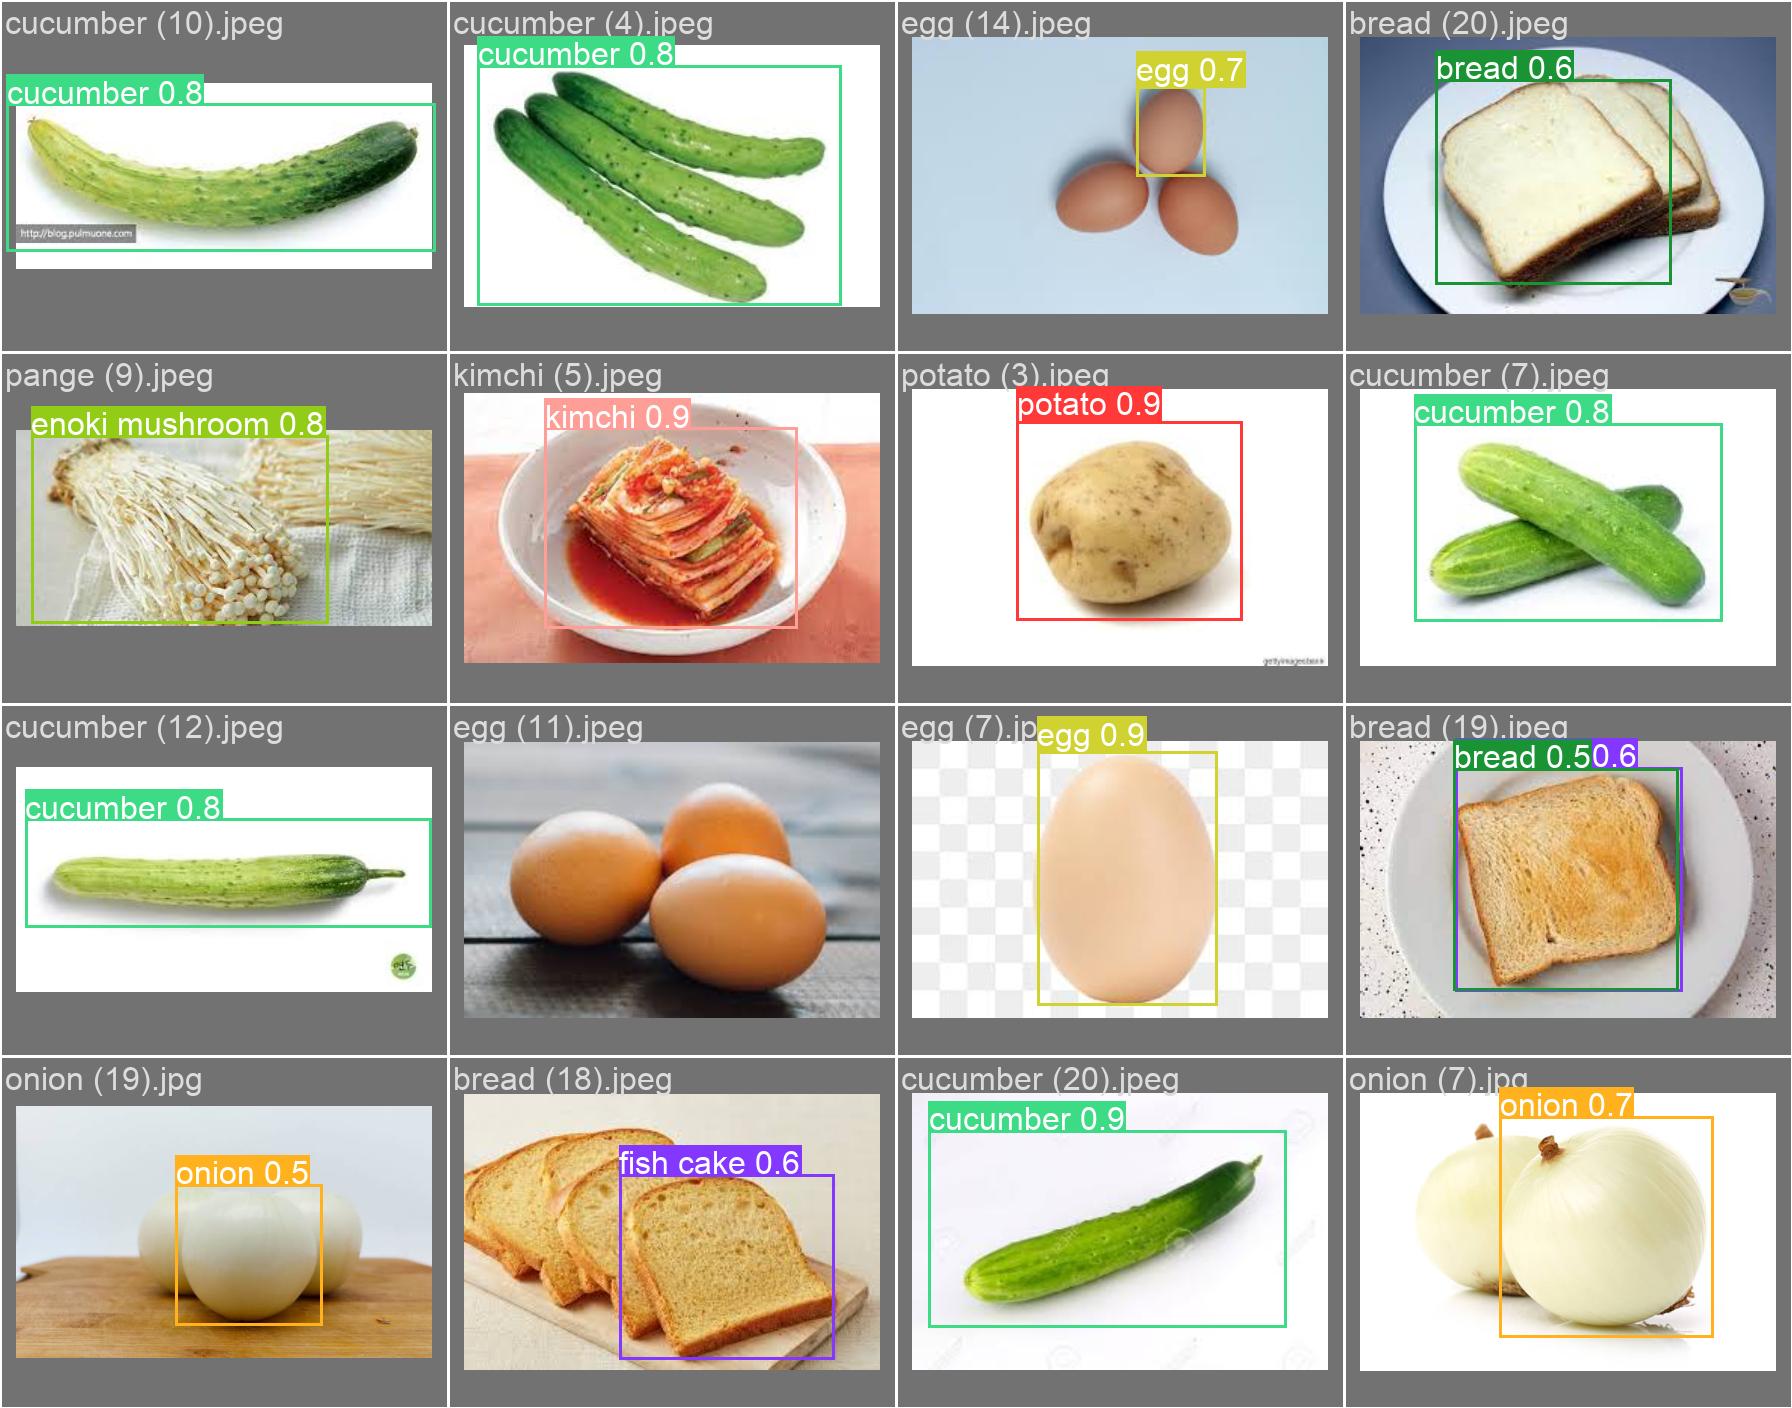 cucumber (10).jpeg
cucumber 0.8
http://blog.pulmuone.com
cucumber (4).jpeg
cucumber 0.8
egg (14).jpeg
egg 0.7
bread (20).jpeg
bread 0.6
pange (9).jpeg
enoki mushroom 0.8
kimchi (5).jpeg
kimchi 0.9
potato (3).jpeg
potato 0.9
gettyimagesbank
cucumber (7).jpeg
cucumber 0.8
cucumber (12).jpeg
cucumber 0.8
egg (11).jpeg
egg (7).jp
egg 0.9
bread (19).jpeg
bread 0.5
0.6
onion (19).jpg
onion 0.5
bread (18).jpeg
fish cake 0.6
cucumber (20).jpeg
cucumber 0.9
onion (7).jpg
onion 0.7